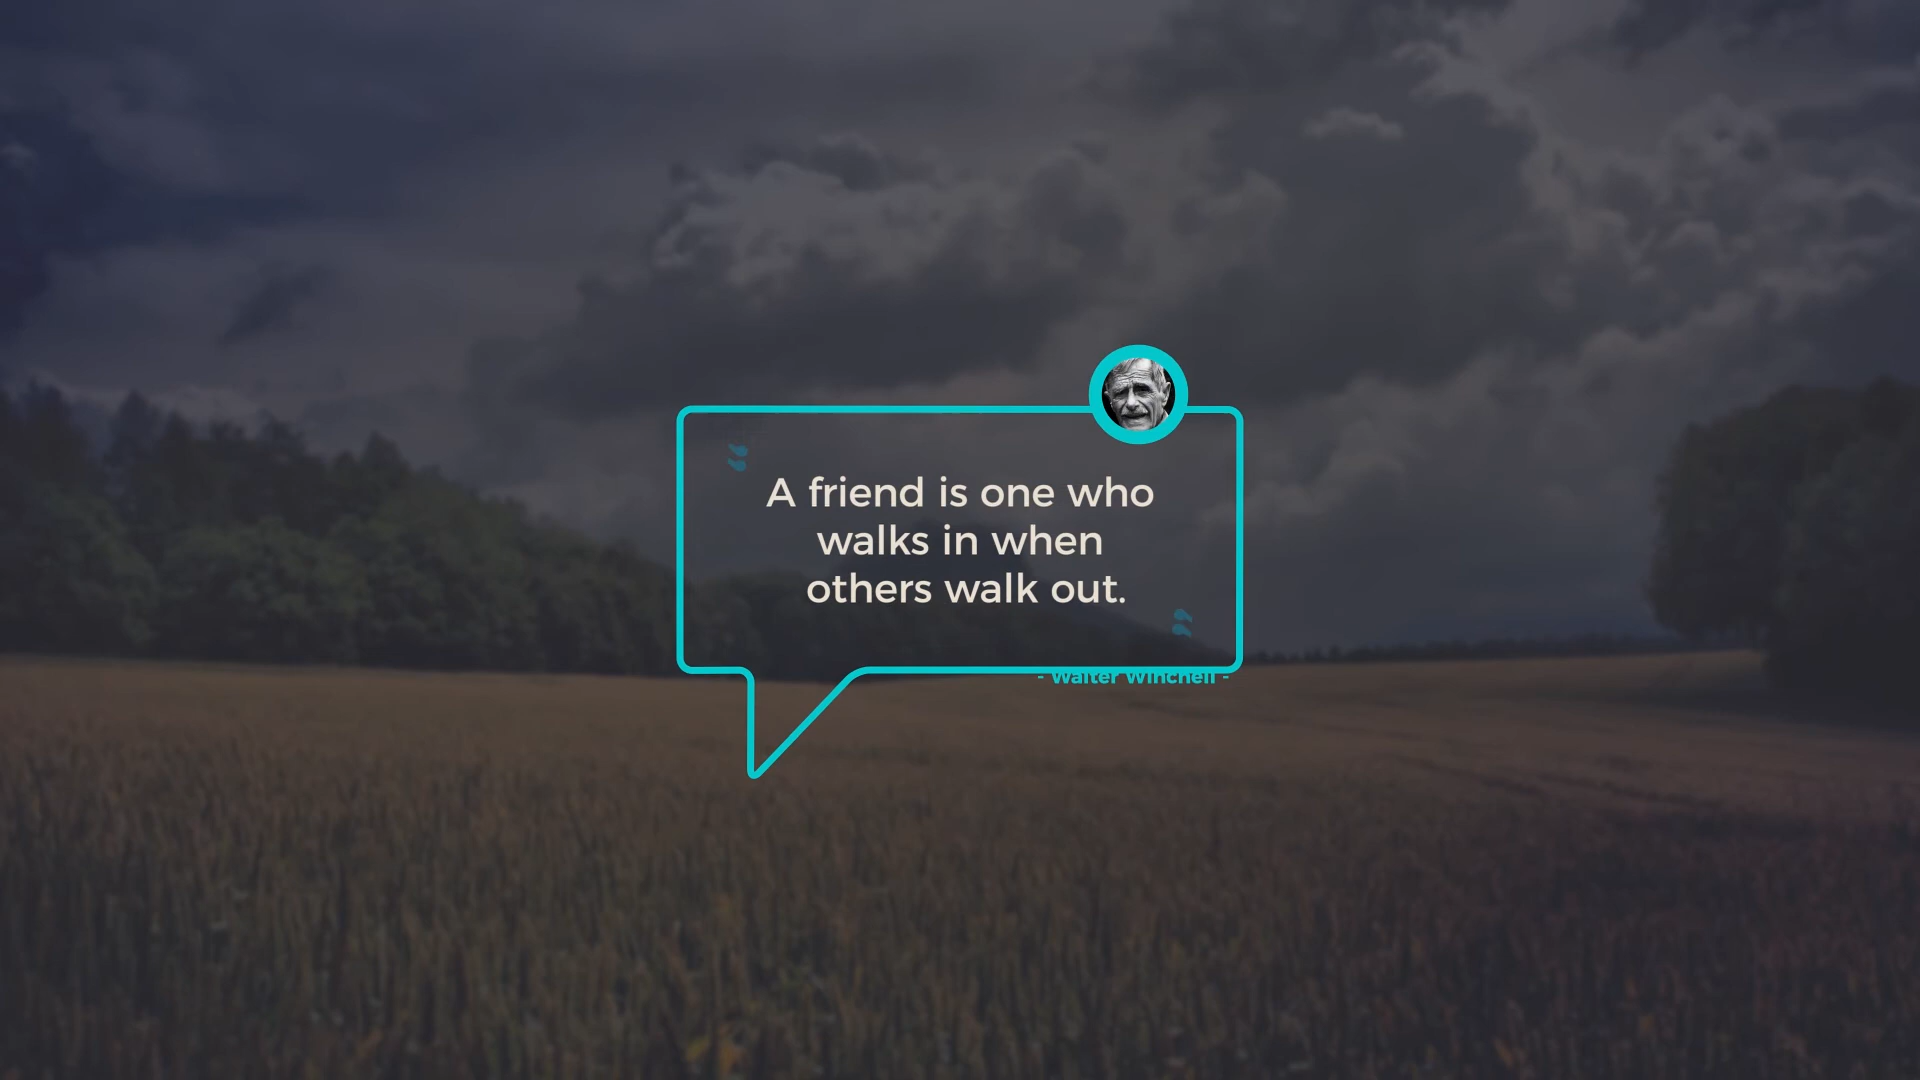 A friend is one who
walks in when
others walk out.
- Walter Winchell -